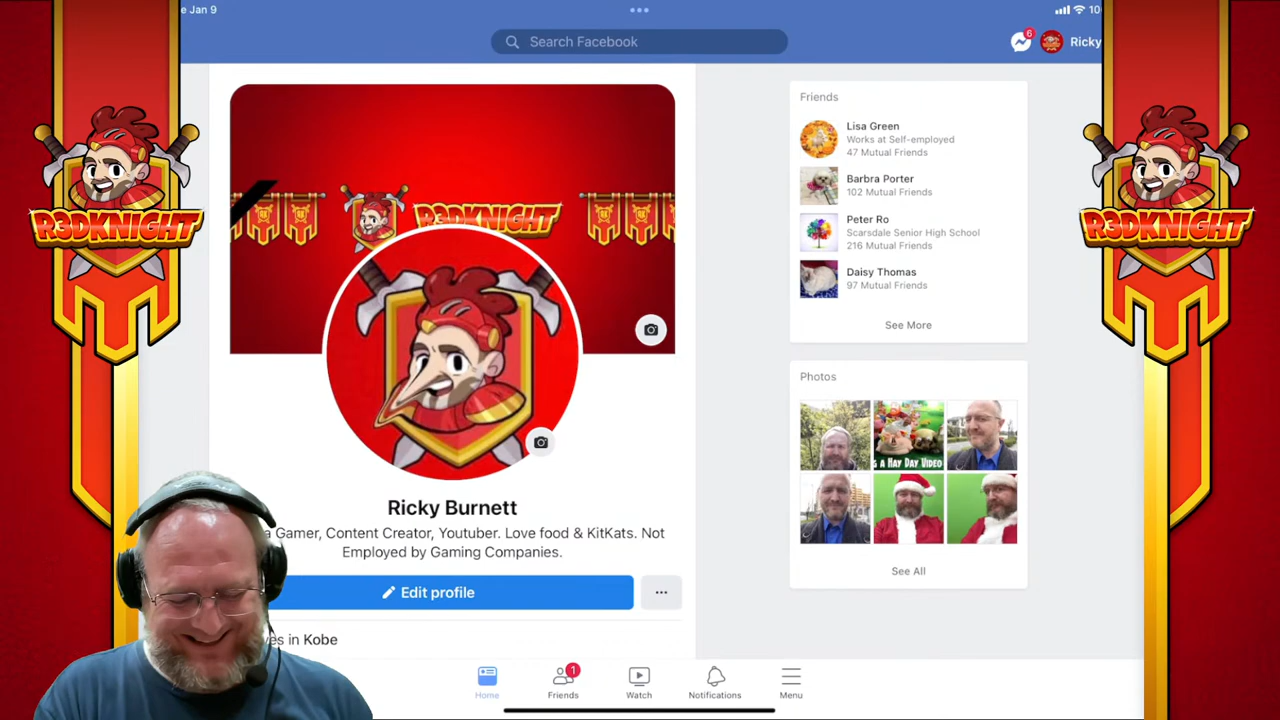 e Jan 9
10
Search Facebook
6
Ricky
R3DKNIGHT
R3DKNIGHT
R3DKNIGHT
Friends
Lisa Green
Works at Self-employed
47 Mutual Friends
Barbra Porter
102 Mutual Friends
Peter Ro
Scarsdale Senior High School
216 Mutual Friends
Daisy Thomas
97 Mutual Friends
See More
Photos
A HAY DAY VIDEO
See All
Ricky Burnett
a Gamer, Content Creator, Youtuber. Love food & KitKats. Not
Employed by Gaming Companies.
Edit profile
es in Kobe
Home
1
Friends
Watch
Notifications
Menu